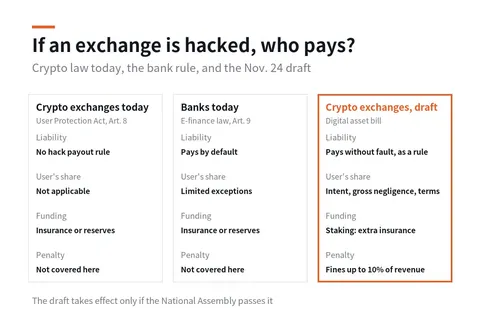 If an exchange is hacked, who pays?
Crypto law today, the bank rule, and the Nov. 24 draft
Crypto exchanges today
User Protection Act, Art. 8
Liability
No hack payout rule
User's share
Not applicable
Funding
Insurance or reserves
Penalty
Not covered here
Banks today
E-finance law, Art. 9
Liability
Pays by default
User's share
Limited exceptions
Funding
Insurance or reserves
Penalty
Not covered here
Crypto exchanges, draft
Digital asset bill
Liability
Pays without fault, as a rule
User's share
Intent, gross negligence, terms
Funding
Staking: extra insurance
Penalty
Fines up to 10% of revenue
The draft takes effect only if the National Assembly passes it